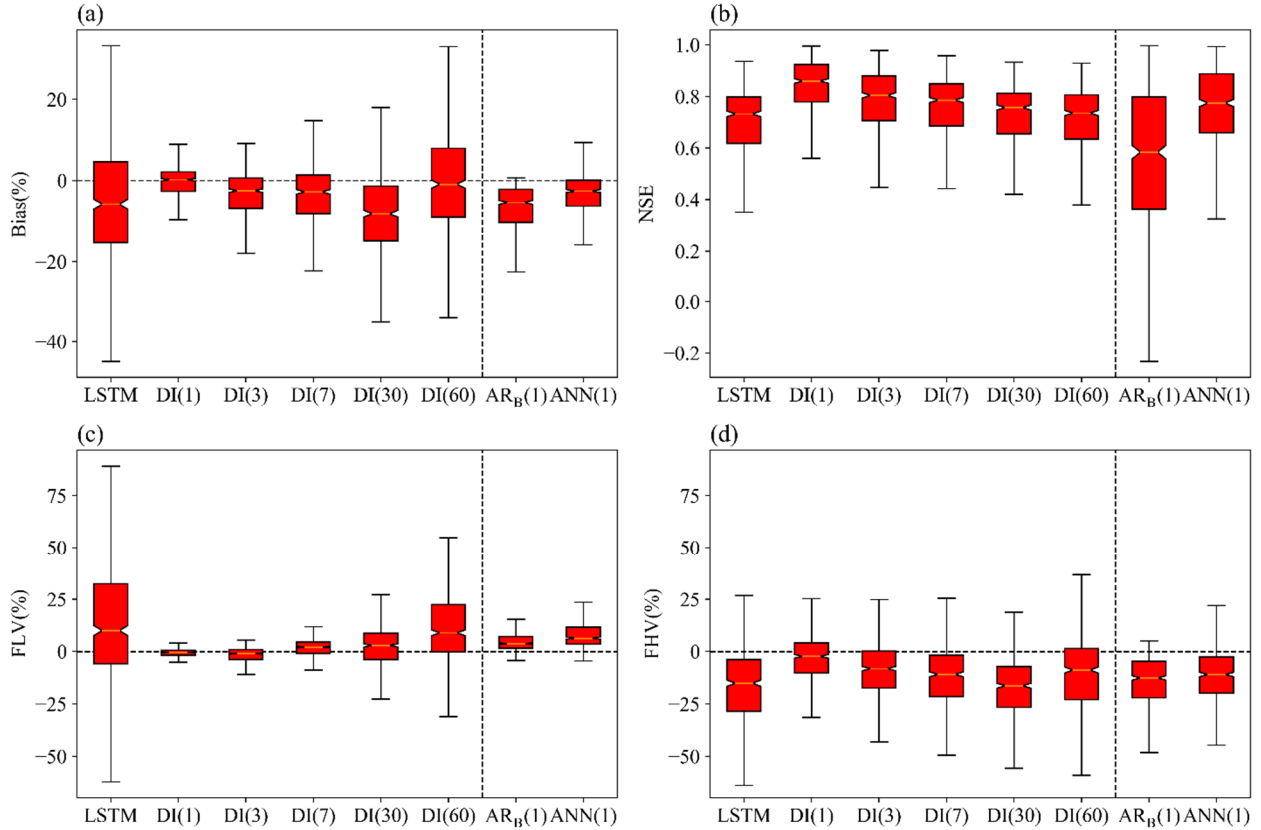 (a)
Bias(%)
20
0
−20
−40
LSTM DI(1) DI(3) DI(7) DI(30) DI(60) AR_B(1) ANN(1)
(b)
NSE
1.0
0.8
0.6
0.4
0.2
0.0
−0.2
LSTM DI(1) DI(3) DI(7) DI(30) DI(60) AR_B(1) ANN(1)
(c)
FLV(%)
75
50
25
0
−25
−50
LSTM DI(1) DI(3) DI(7) DI(30) DI(60) AR_B(1) ANN(1)
(d)
FHV(%)
75
50
25
0
−25
−50
LSTM DI(1) DI(3) DI(7) DI(30) DI(60) AR_B(1) ANN(1)